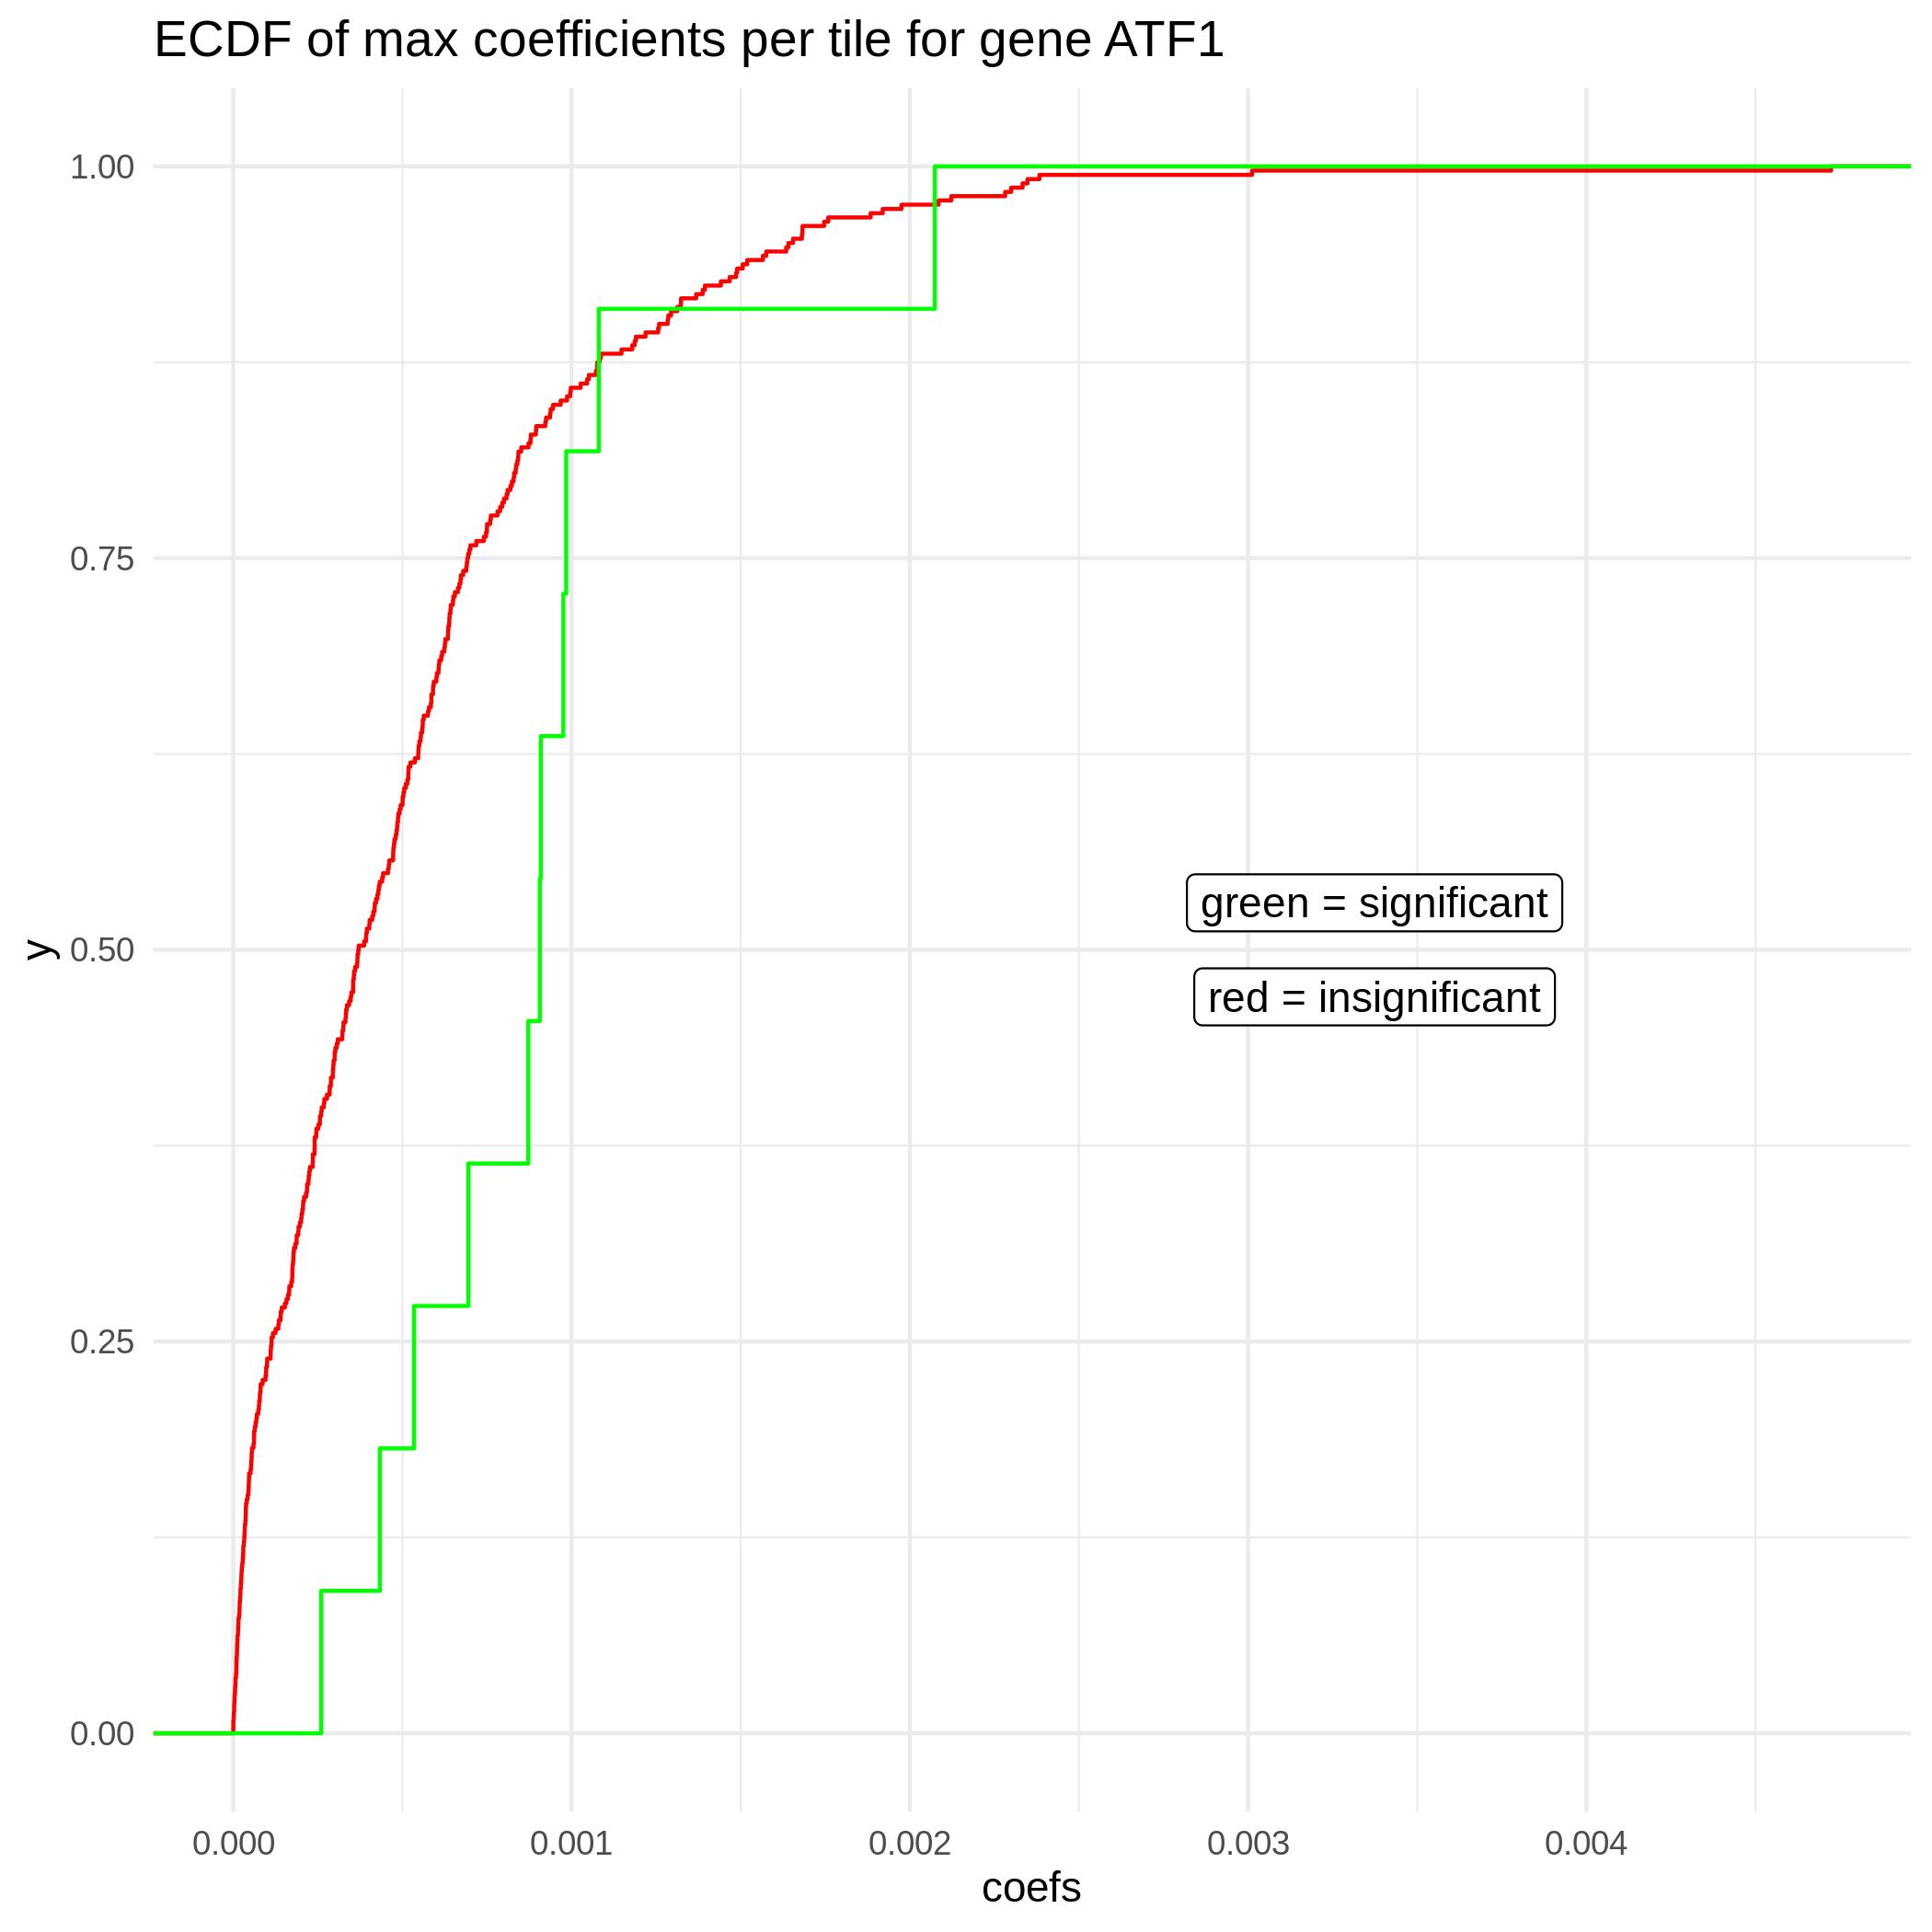 ECDF of max coefficients per tile for gene ATF1
1.00
0.75
0.50
0.25
0.00
y
green = significant
red = insignificant
0.000 0.001 0.002 0.003 0.004
coefs